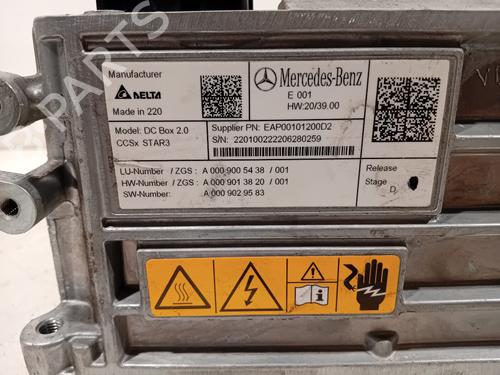 Manufacturer
DELTA
Made in 220
Mercedes-Benz
E 001
HW:20/39.00
Model: DC Box 2.0
CCSx STAR3
Supplier PN: EAP00101200D2
S/N: 220100222206280259
LU-Number /ZGS : A 000 900 54 38 / 001
HW-Number / ZGS : A 000 901 38 20 / 001
SW-Number: A 000 902 95 83
Release
Stage
D